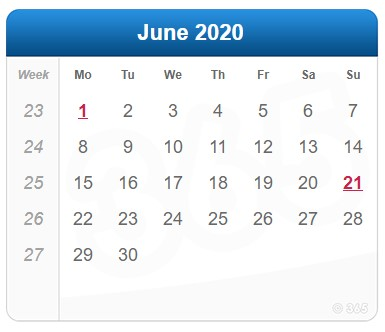 June 2020
Week Mo Tu We Th Fr Sa Su
23 1 2 3 4 5 6 7
24 8 9 10 11 12 13 14
25 15 16 17 18 19 20 21
26 22 23 24 25 26 27 28
27 29 30
© 365